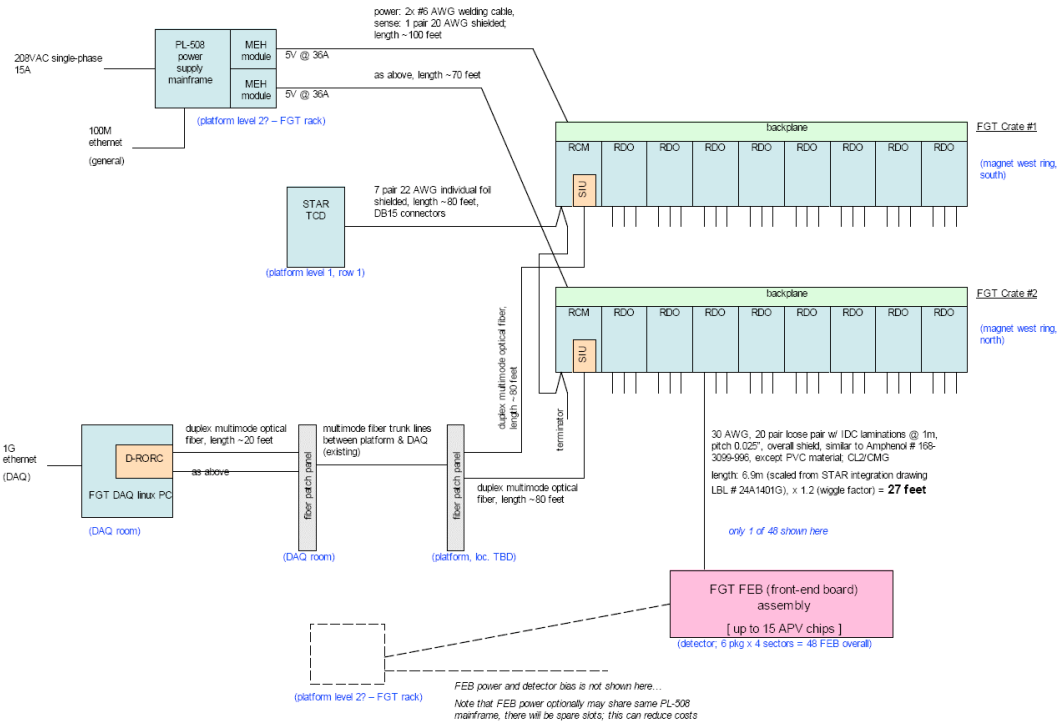 power: 2x #6 AWG welding cable,
sense: 1 pair 20 AWG shielded;
length ~100 feet
208VAC single-phase
15A
PL-508
power
supply
mainframe
MEH
module
MEH
module
5V @ 36A
5V @ 36A
as above, length ~70 feet
(platform level 2? – FGT rack)
100M
ethernet
(general)
backplane
FGT Crate #1
RCM
RDO
RDO
RDO
RDO
RDO
RDO
RDO
SIU
(magnet west ring,
south)
STAR
TCD
7 pair 22 AWG individual foil
shielded, length ~80 feet,
DB15 connectors
(platform level 1, row 1)
backplane
FGT Crate #2
RCM
RDO
RDO
RDO
RDO
RDO
RDO
RDO
SIU
(magnet west ring,
north)
duplex multimode optical fiber,
length ~80 feet
terminator
1G
ethernet
(DAQ)
D-RORC
FGT DAQ linux PC
(DAQ room)
duplex multimode optical
fiber, length ~20 feet
as above
fiber patch panel
(DAQ room)
multimode fiber trunk lines
between platform & DAQ
(existing)
fiber patch panel
(platform, loc. TBD)
duplex multimode optical
fiber, length ~80 feet
30 AWG, 20 pair loose pair w/ IDC laminations @ 1m,
pitch 0.025", overall shield, similar to Amphenol # 168-
3099-996, except PVC material; CL2/CMG
length: 6.9m (scaled from STAR integration drawing
LBL # 24A1401G), x 1.2 (wiggle factor) = 27 feet
only 1 of 48 shown here
FGT FEB (front-end board)
assembly
[ up to 15 APV chips ]
(detector; 6 pkg x 4 sectors = 48 FEB overall)
(platform level 2? – FGT rack)
FEB power and detector bias is not shown here…
Note that FEB power optionally may share same PL-508
mainframe, there will be spare slots; this can reduce costs